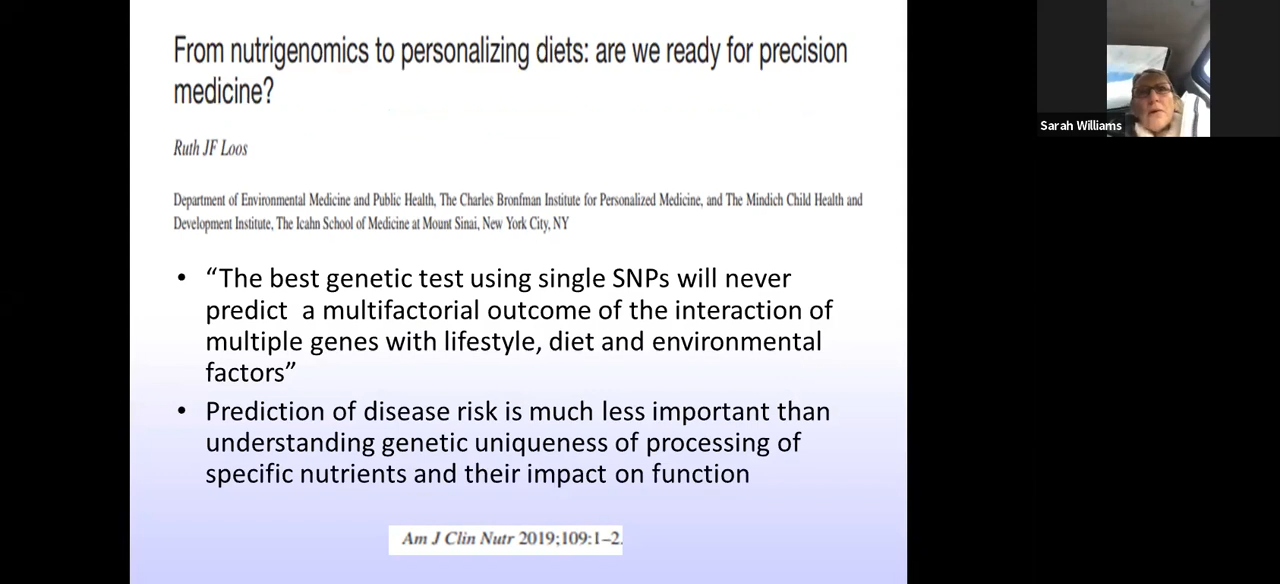 From nutrigenomics to personalizing diets: are we ready for precision
medicine?
Ruth JF Loos
Department of Environmental Medicine and Public Health, The Charles Bronfman Institute for Personalized Medicine, and The Mindich Child Health and
Development Institute, The Icahn School of Medicine at Mount Sinai, New York City, NY
• “The best genetic test using single SNPs will never
predict a multifactorial outcome of the interaction of
multiple genes with lifestyle, diet and environmental
factors”
• Prediction of disease risk is much less important than
understanding genetic uniqueness of processing of
specific nutrients and their impact on function
Am J Clin Nutr 2019;109:1–2.
Sarah Williams